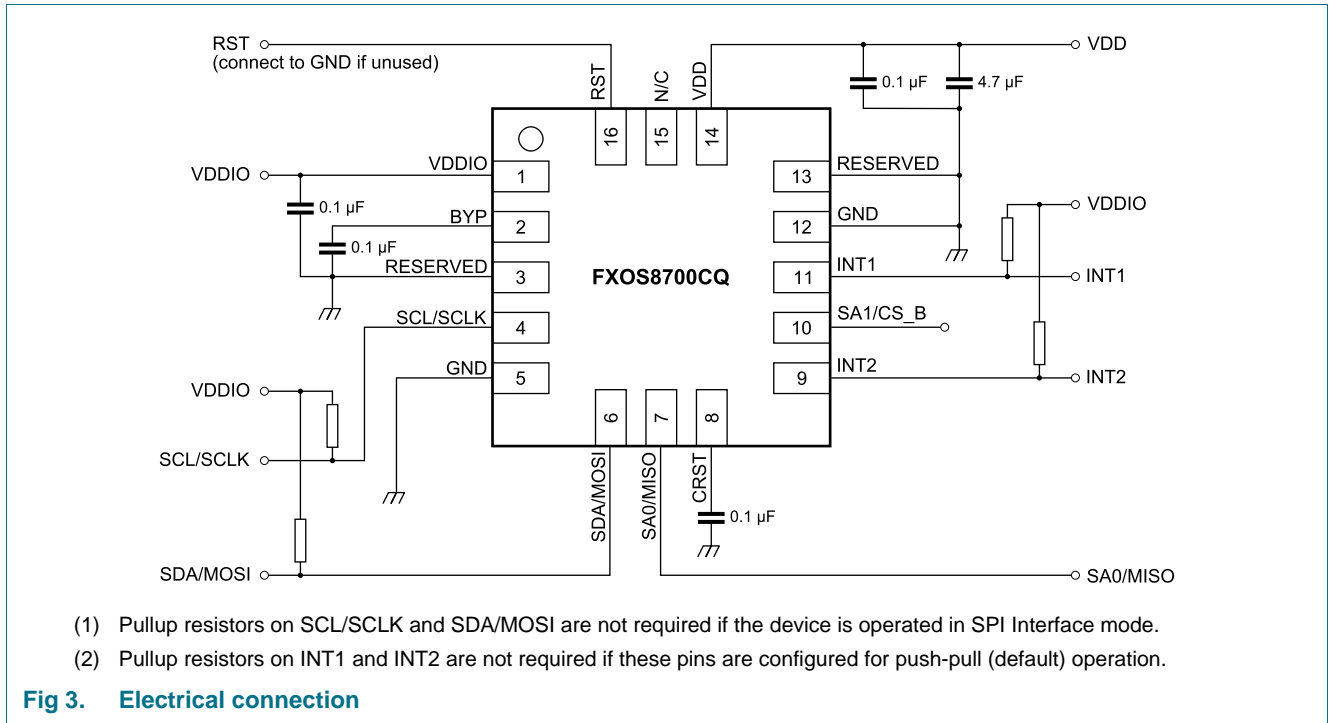 RST
(connect to GND if unused)
VDD
RST
N/C
VDD
0.1 µF
4.7 µF
16
15
14
VDDIO
VDDIO
1
13
RESERVED
0.1 µF
BYP
2
12
GND
VDDIO
0.1 µF
RESERVED
3
FXOS8700CQ
11
INT1
INT1
SCL/SCLK
4
10
SA1/CS_B
GND
5
9
INT2
INT2
VDDIO
6
7
8
SCL/SCLK
SDA/MOSI
SA0/MISO
CRST
0.1 µF
SDA/MOSI
SA0/MISO
(1) Pullup resistors on SCL/SCLK and SDA/MOSI are not required if the device is operated in SPI Interface mode.
(2) Pullup resistors on INT1 and INT2 are not required if these pins are configured for push-pull (default) operation.
Fig 3. Electrical connection